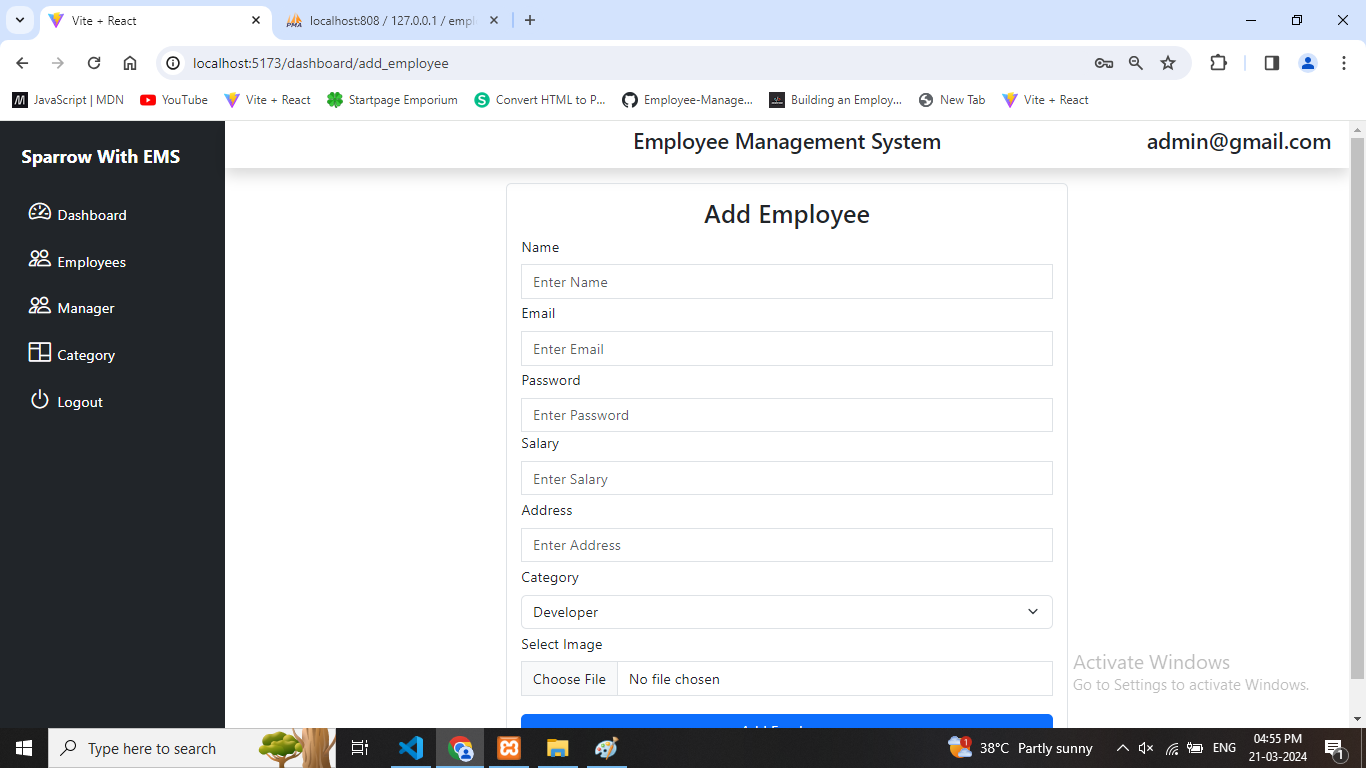 Vite + React
localhost:808 / 127.0.0.1 / empl
localhost:5173/dashboard/add_employee
JavaScript | MDN
YouTube
Vite + React
Startpage Emporium
Convert HTML to P...
Employee-Manage...
Building an Employ...
New Tab
Vite + React
Sparrow With EMS
Employee Management System
admin@gmail.com
Dashboard
Employees
Manager
Category
Logout
Add Employee
Name
Enter Name
Email
Enter Email
Password
Enter Password
Salary
Enter Salary
Address
Enter Address
Category
Developer
Select Image
Choose File No file chosen
Activate Windows
Go to Settings to activate Windows.
Type here to search
38°C Partly sunny
ENG
04:55 PM
21-03-2024